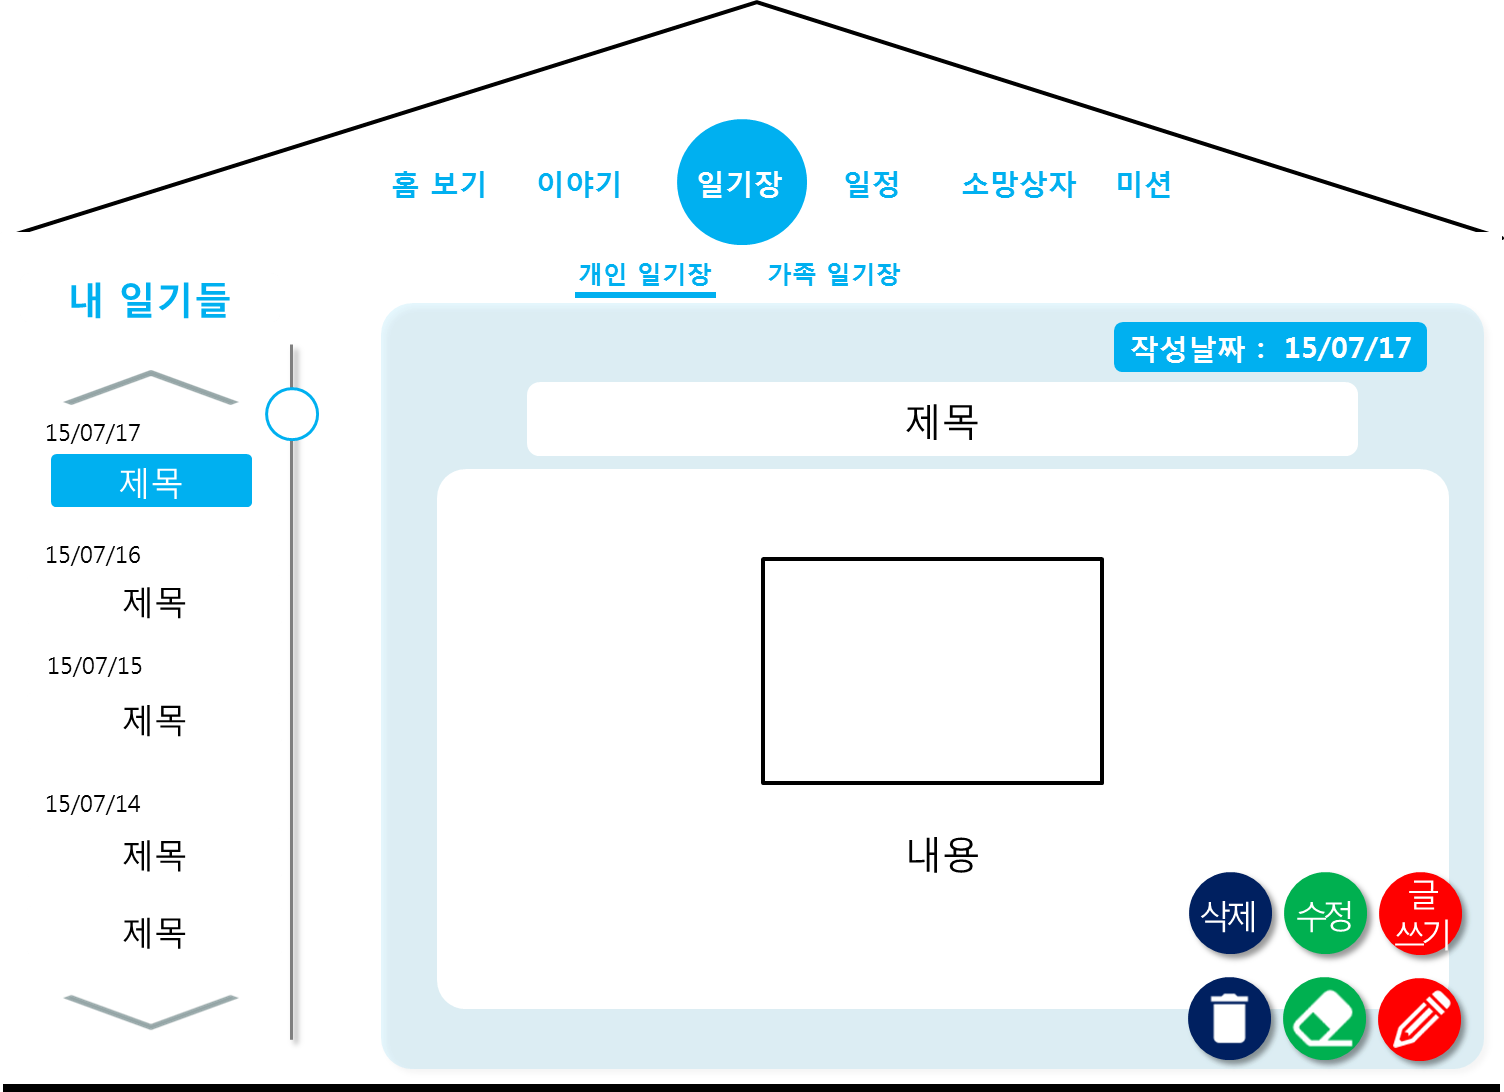 홈 보기 이야기 일기장 일정 소망상자 미션
개인 일기장 가족 일기장
내 일기들
15/07/17
제목
15/07/16
제목
15/07/15
제목
15/07/14
제목
제목
작성날짜 : 15/07/17
제목
내용
삭제
수정
글
쓰기